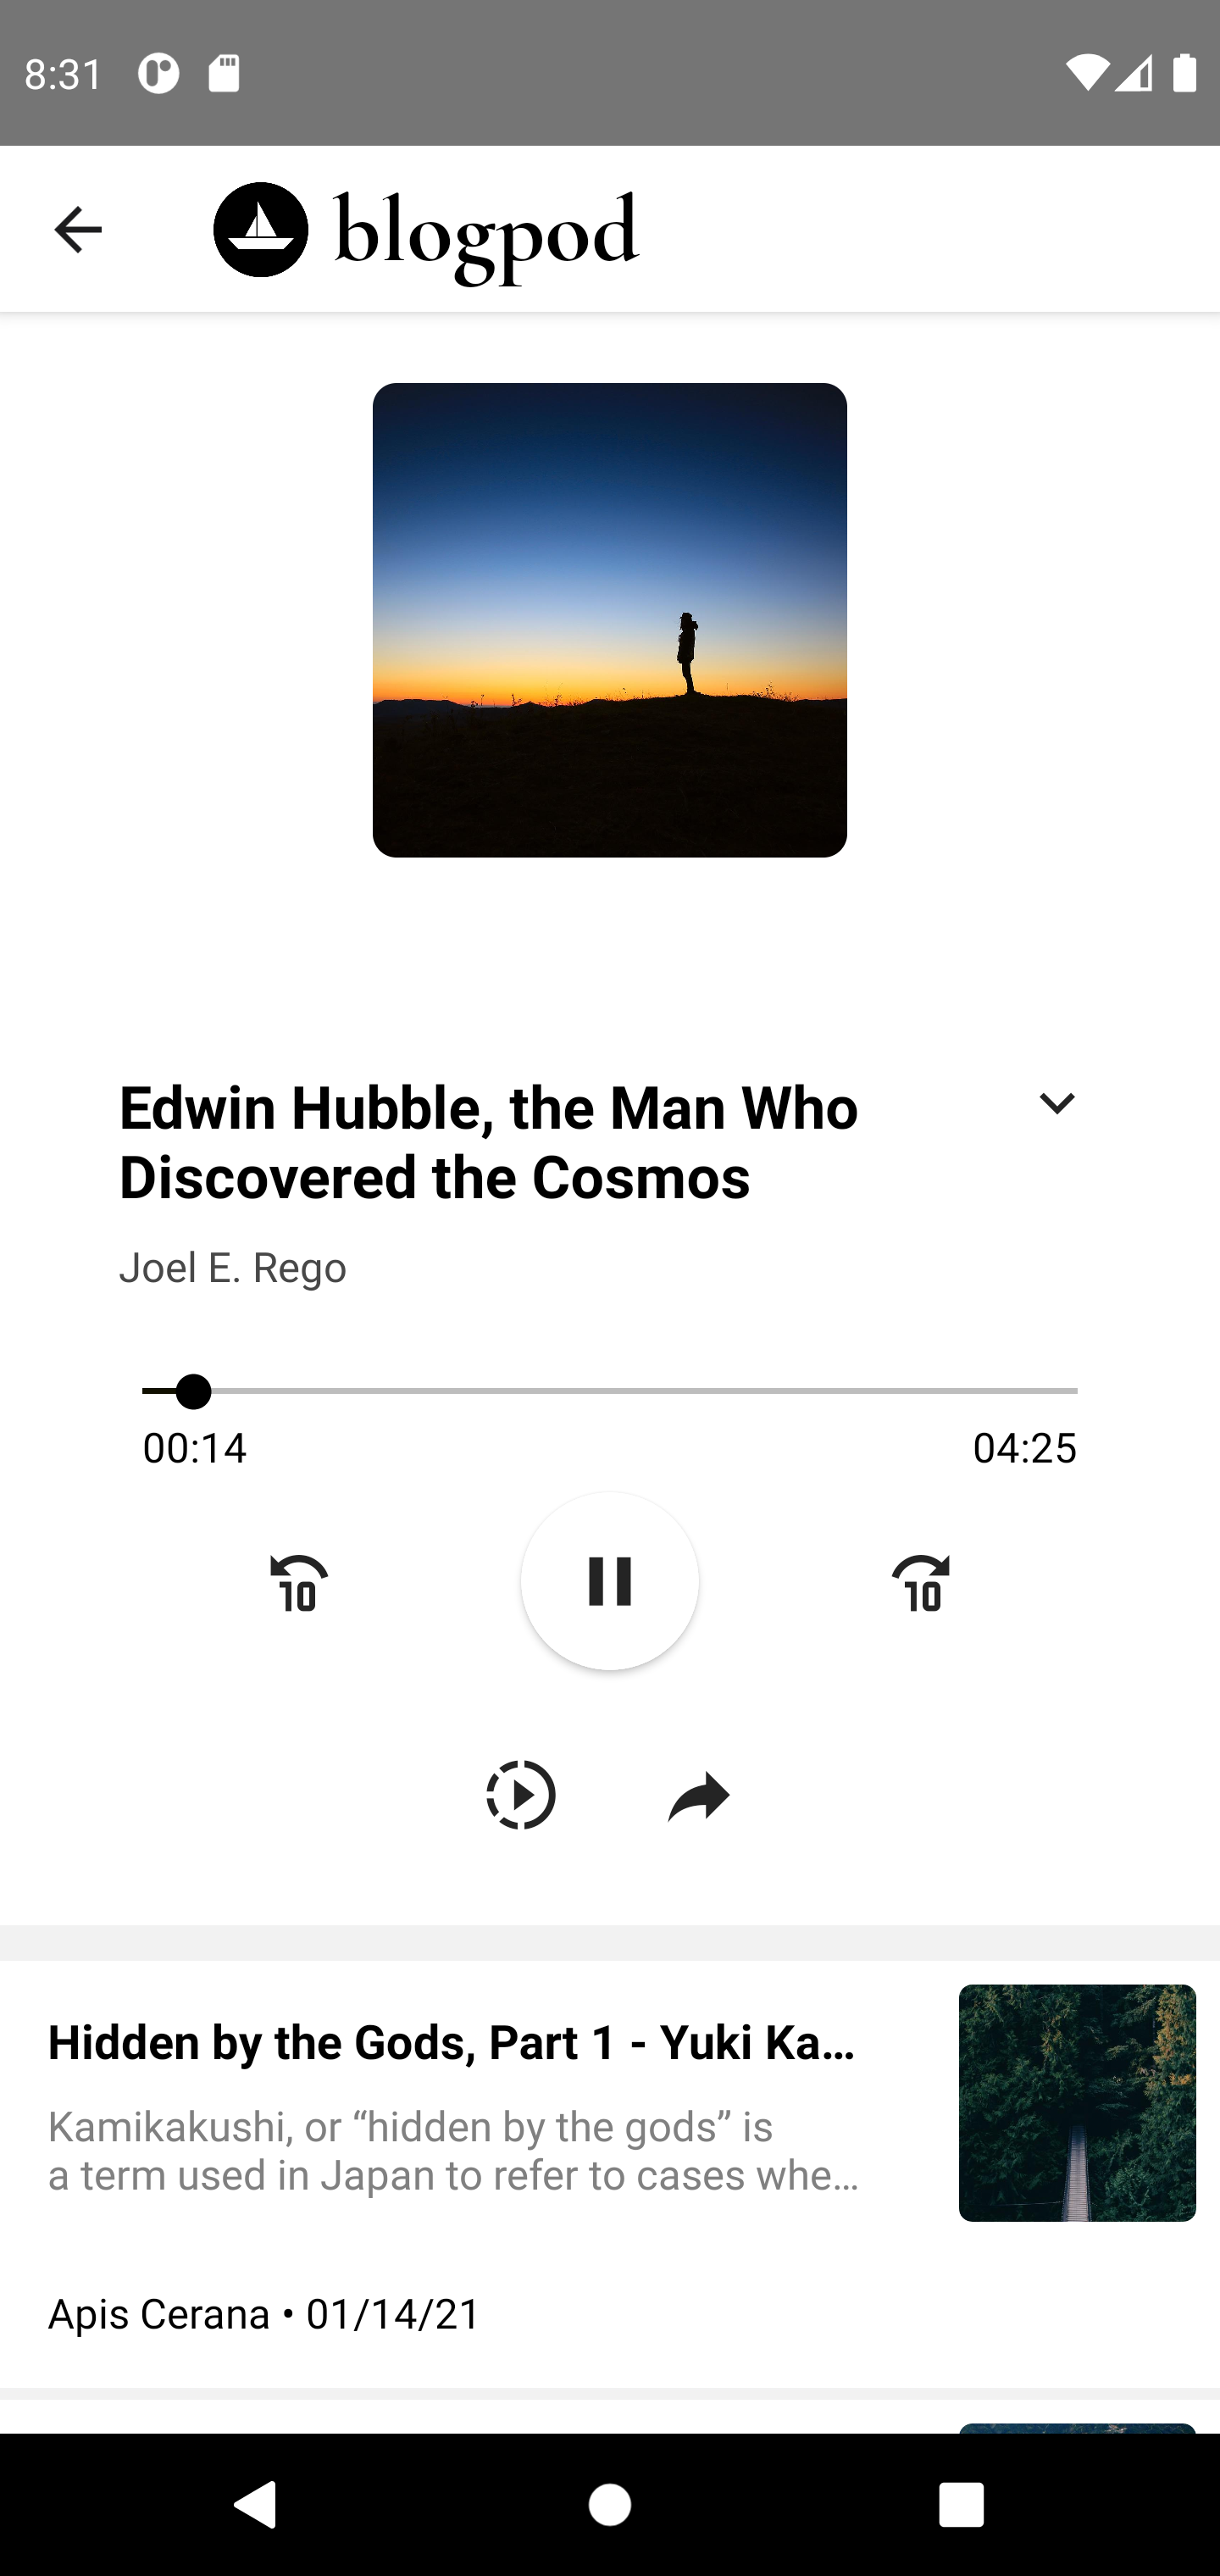 8:31
blogpod
Edwin Hubble, the Man Who
Discovered the Cosmos
Joel E. Rego
00:14
04:25
10
10
Hidden by the Gods, Part 1 - Yuki Ka...
Kamikakushi, or “hidden by the gods” is
a term used in Japan to refer to cases whe...
Apis Cerana • 01/14/21